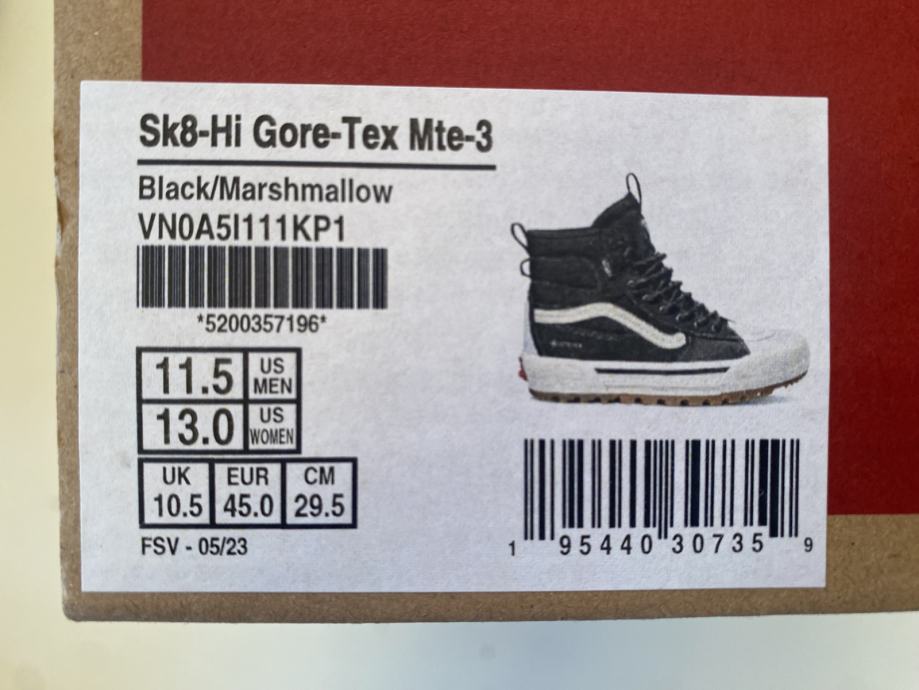 Sk8-Hi Gore-Tex Mte-3
Black/Marshmallow
VN0A5I111KP1
*5200357196*
11.5 US MEN
13.0 US WOMEN
UK EUR CM
10.5 45.0 29.5
FSV - 05/23
1 95440 30735 9